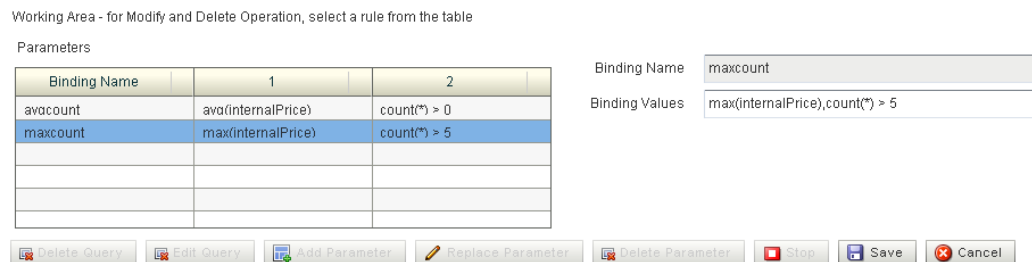 Working Area - for Modify and Delete Operation, select a rule from the table
Parameters
Binding Name 1 2
avgcount avg(internalPrice) count(*) > 0
maxcount max(internalPrice) count(*) > 5
Binding Name maxcount
Binding Values max(internalPrice),count(*) > 5
Delete Query Edit Query Add Parameter Replace Parameter Delete Parameter Stop Save Cancel